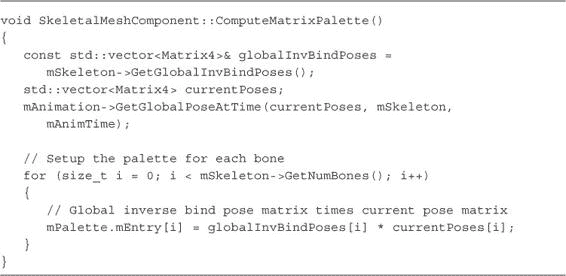 void SkeletalMeshComponent::ComputeMatrixPalette()
{
   const std::vector<Matrix4>& globalInvBindPoses =
      mSkeleton->GetGlobalInvBindPoses();
   std::vector<Matrix4> currentPoses;
   mAnimation->GetGlobalPoseAtTime(currentPoses, mSkeleton,
      mAnimTime);

   // Setup the palette for each bone
   for (size_t i = 0; i < mSkeleton->GetNumBones(); i++)
   {
      // Global inverse bind pose matrix times current pose matrix
      mPalette.mEntry[i] = globalInvBindPoses[i] * currentPoses[i];
   }
}